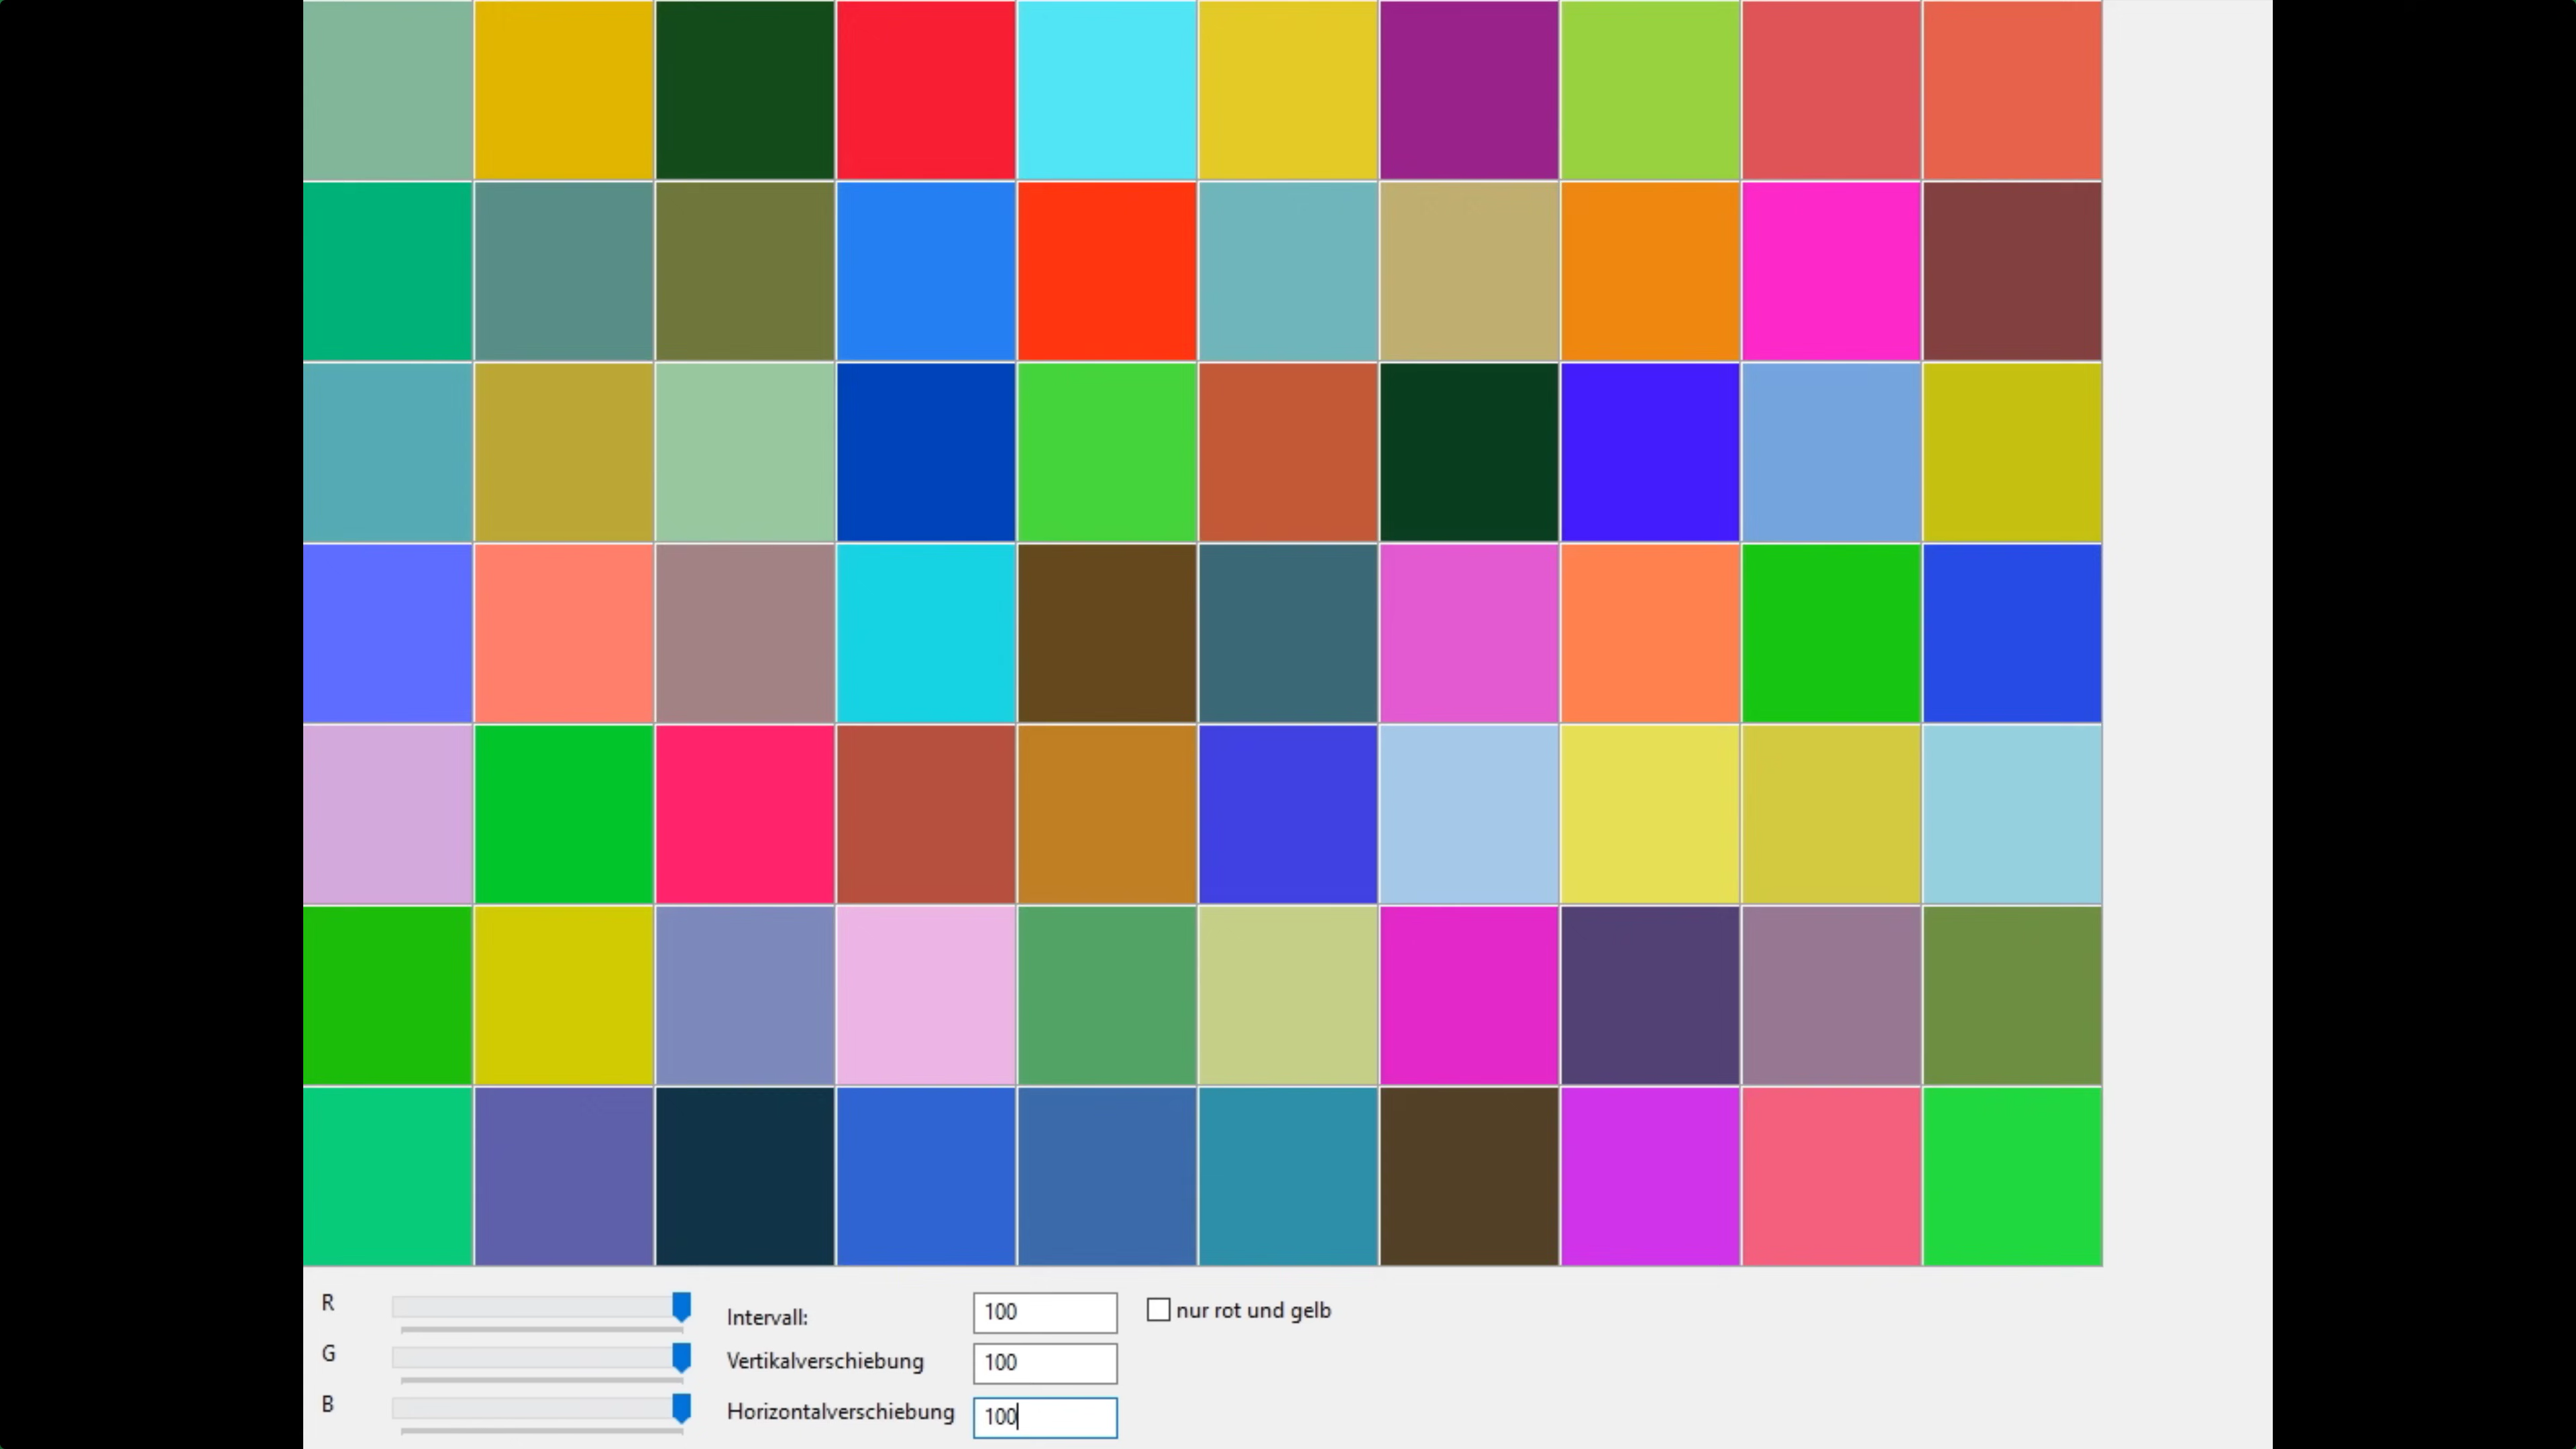 R
Intervall:
100
nur rot und gelb
G
Vertikalverschiebung
100
B
Horizontalverschiebung
100